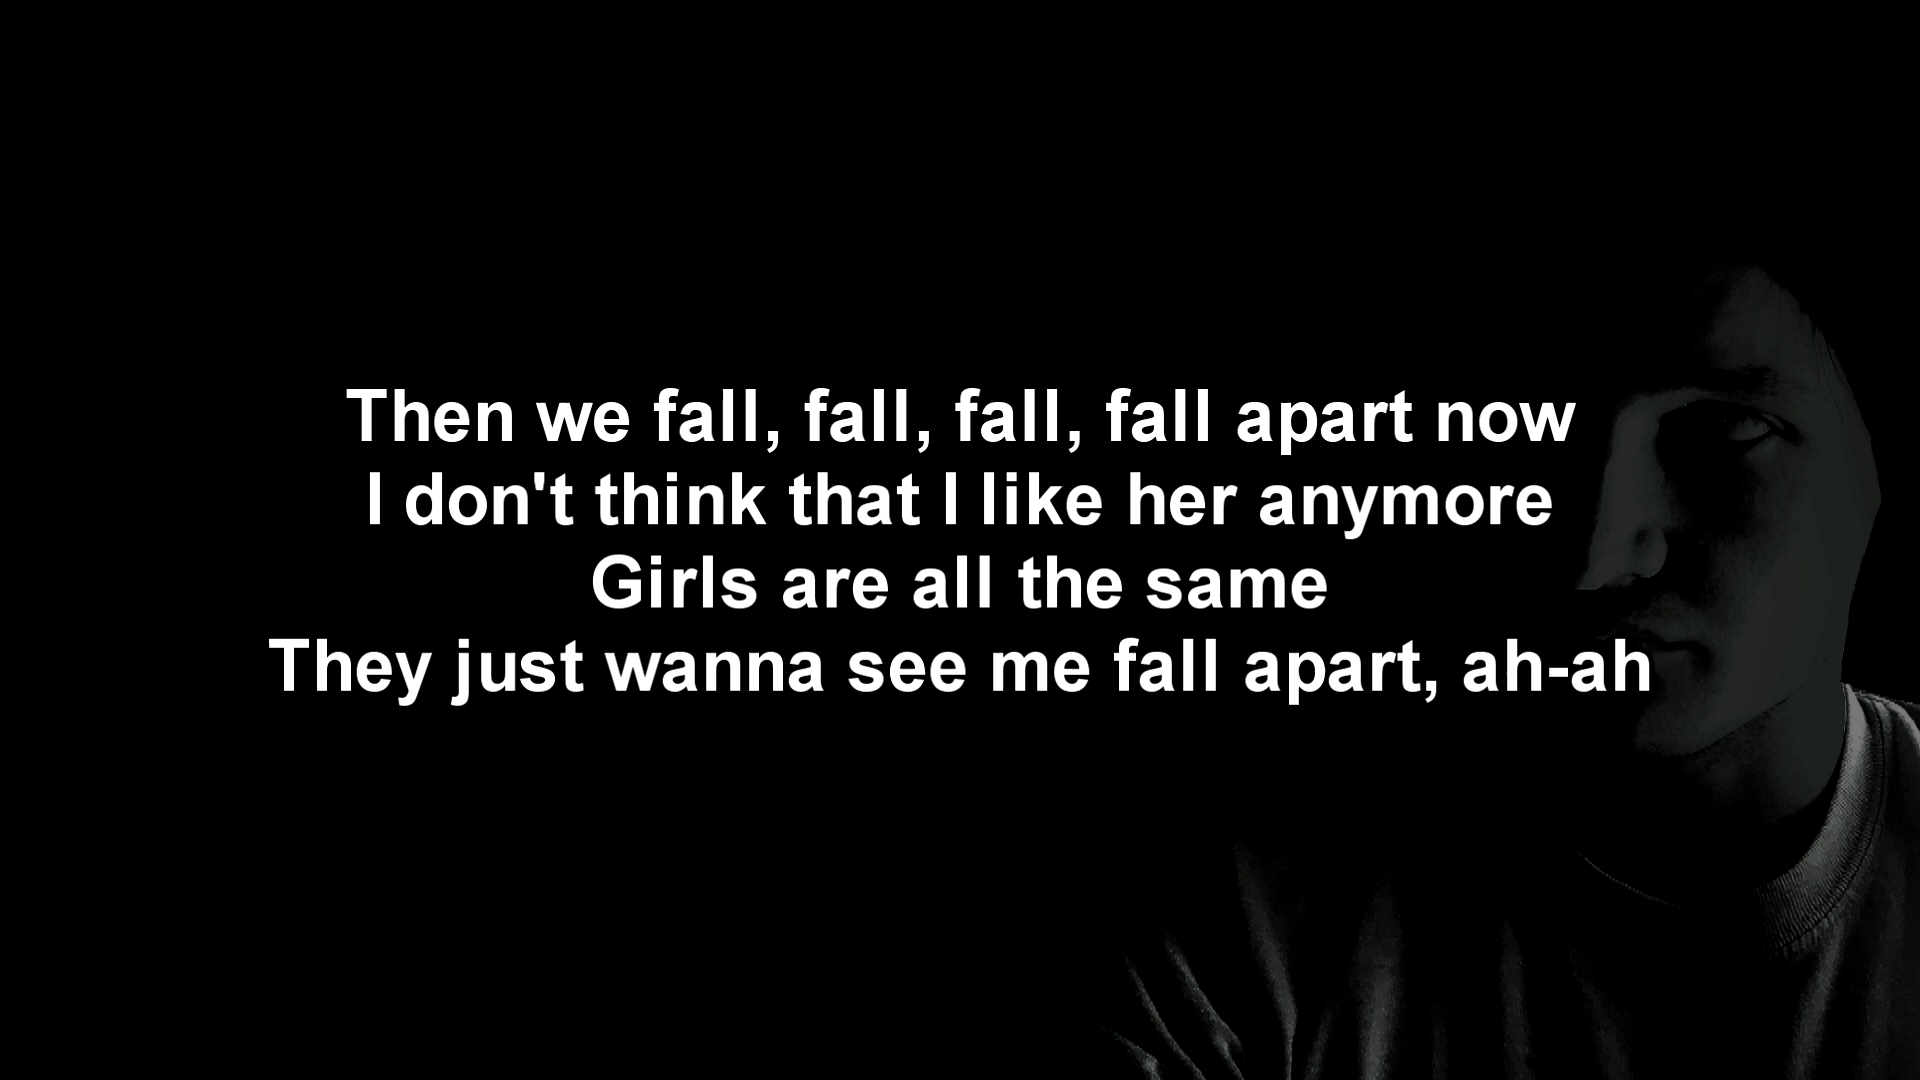 Then we fall, fall, fall, fall apart now
I don't think that I like her anymore
Girls are all the same
They just wanna see me fall apart, ah-ah